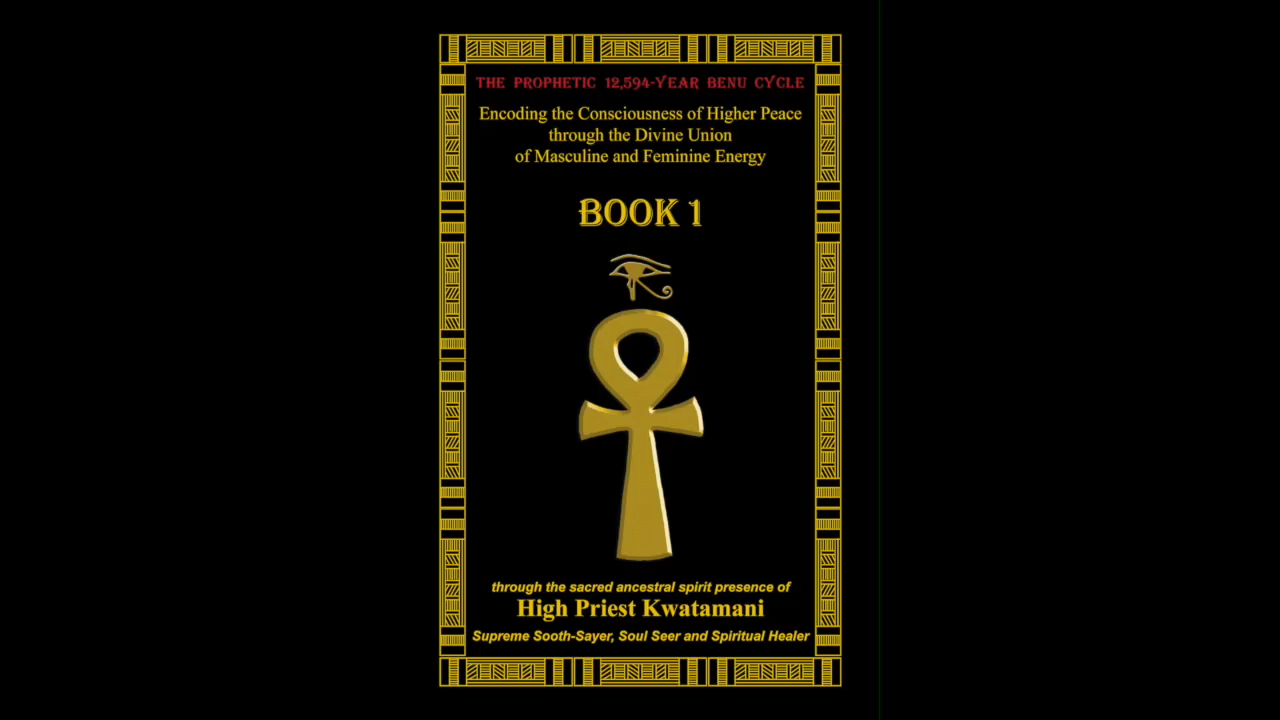 THE PROPHETIC 12,594-YEAR BENU CYCLE
Encoding the Consciousness of Higher Peace
through the Divine Union
of Masculine and Feminine Energy
BOOK 1
through the sacred ancestral spirit presence of
High Priest Kwatamani
Supreme Sooth-Sayer, Soul Seer and Spiritual Healer